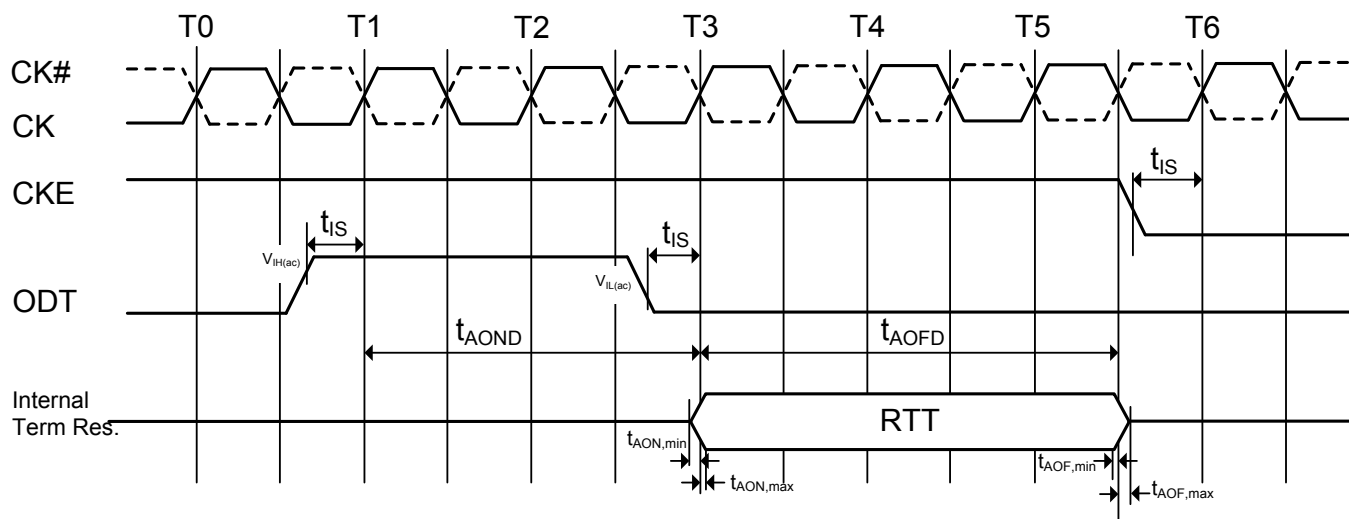 T0 T1 T2 T3 T4 T5 T6
CK#
CK
CKE
tIS
tIS
tIS
VIH(ac)
VIL(ac)
ODT
tAOND
tAOFD
Internal
Term Res.
RTT
tAON,min
tAOF,min
tAON,max
tAOF,max